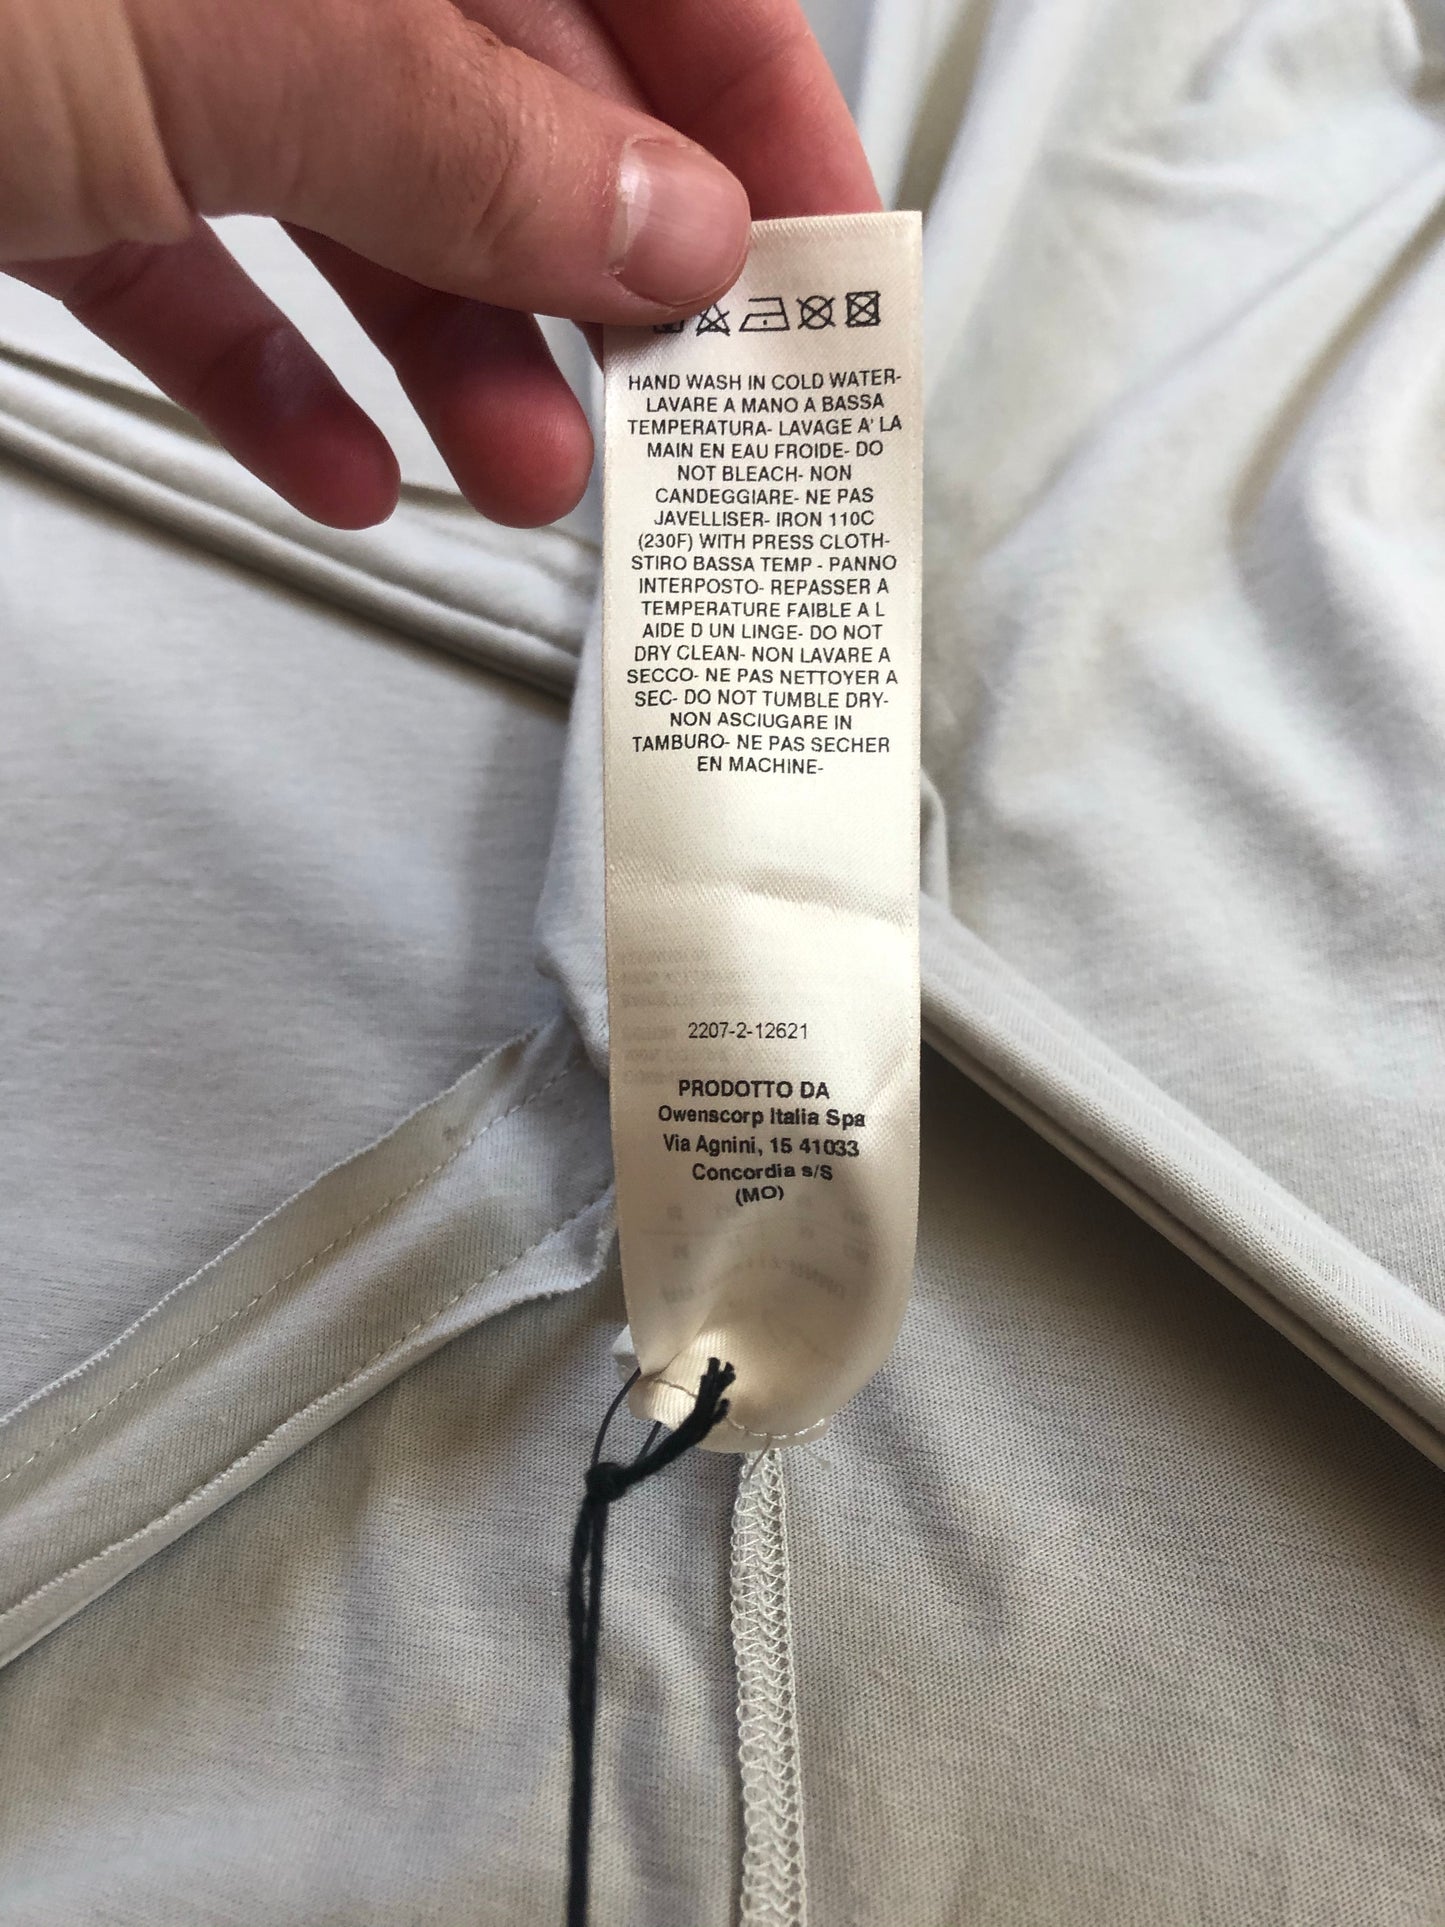 HAND WASH IN COLD WATER-
LAVARE A MANO A BASSA
TEMPERATURA- LAVAGE A' LA
MAIN EN EAU FROIDE- DO
NOT BLEACH- NON
CANDEGGIARE- NE PAS
JAVELLISER- IRON 110C
(230F) WITH PRESS CLOTH-
STIRO BASSA TEMP - PANNO
INTERPOSTO- REPASSER A
TEMPERATURE FAIBLE A L
AIDE D UN LINGE- DO NOT
DRY CLEAN- NON LAVARE A
SECCO- NE PAS NETTOYER A
SEC- DO NOT TUMBLE DRY-
NON ASCIUGARE IN
TAMBURO- NE PAS SECHER
EN MACHINE-
2207-2-12621
PRODOTTO DA
Owenscorp Italia Spa
Via Agnini, 15 41033
Concordia s/S
(MO)